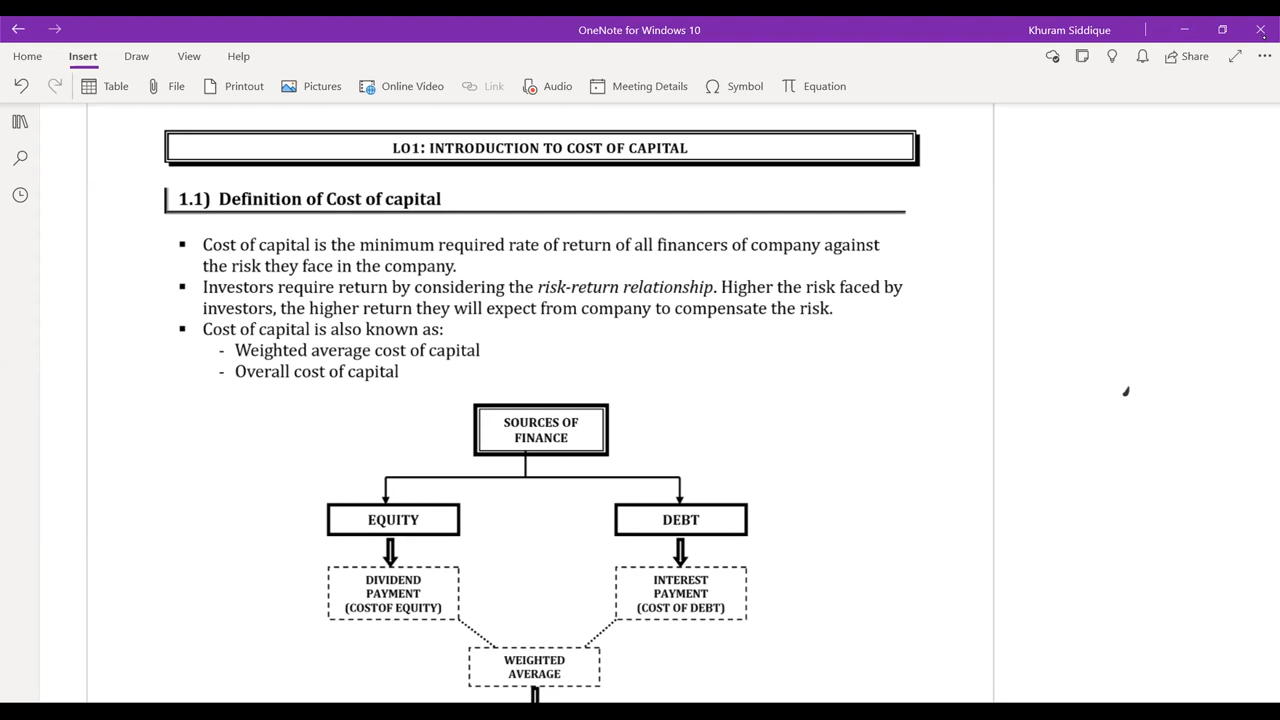 OneNote for Windows 10
Khuram Siddique
Home Insert Draw View Help
Share
Table File Printout Pictures Online Video Link Audio Meeting Details Symbol Equation
LO1: INTRODUCTION TO COST OF CAPITAL
1.1) Definition of Cost of capital
▪ Cost of capital is the minimum required rate of return of all financers of company against
the risk they face in the company.
▪ Investors require return by considering the risk-return relationship. Higher the risk faced by
investors, the higher return they will expect from company to compensate the risk.
▪ Cost of capital is also known as:
- Weighted average cost of capital
- Overall cost of capital
SOURCES OF
FINANCE
EQUITY
DEBT
DIVIDEND
PAYMENT
(COSTOF EQUITY)
INTEREST
PAYMENT
(COST OF DEBT)
WEIGHTED
AVERAGE